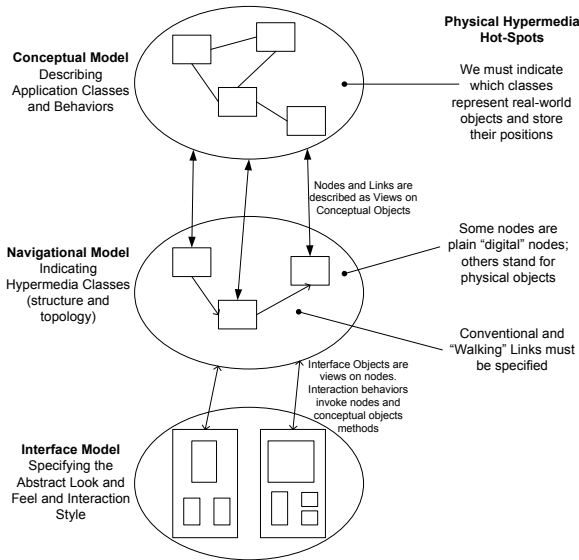 Physical Hypermedia
Hot-Spots
Conceptual Model
Describing
Application Classes
and Behaviors
We must indicate
which classes
represent real-world
objects and store
their positions
Nodes and Links are
described as Views on
Conceptual Objects
Navigational Model
Indicating
Hypermedia Classes
(structure and
topology)
Some nodes are
plain “digital” nodes;
others stand for
physical objects
Conventional and
“Walking” Links must
be specified
Interface Objects are
views on nodes.
Interaction behaviors
invoke nodes and
conceptual objects
methods
Interface Model
Specifying the
Abstract Look and
Feel and Interaction
Style